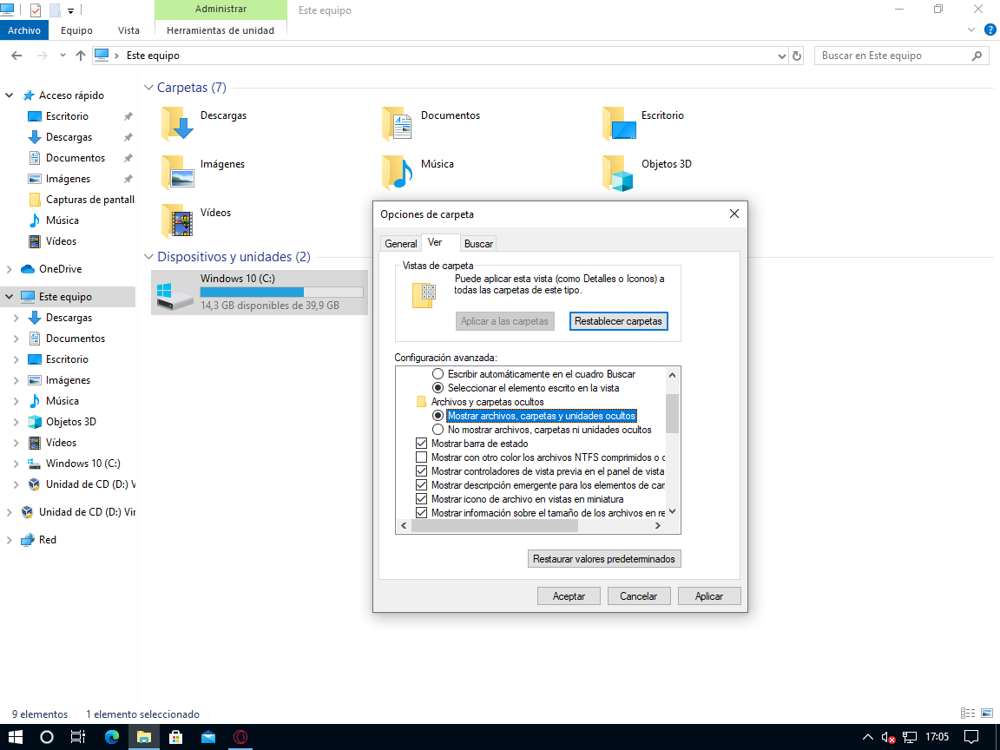 Administrar
Este equipo
Archivo
Equipo
Vista
Herramientas de unidad
Este equipo
Buscar en Este equipo
Acceso rápido
Escritorio
Descargas
Documentos
Imágenes
Capturas de pantall
Música
Vídeos
OneDrive
Este equipo
Descargas
Documentos
Escritorio
Imágenes
Música
Objetos 3D
Vídeos
Windows 10 (C:)
Unidad de CD (D:) V
Unidad de CD (D:) Vir
Red
Carpetas (7)
Descargas
Documentos
Escritorio
Imágenes
Música
Objetos 3D
Vídeos
Dispositivos y unidades (2)
Windows 10 (C:)
14,3 GB disponibles de 39,9 GB
Opciones de carpeta
General
Ver
Buscar
Vistas de carpeta
Puede aplicar esta vista (como Detalles o Iconos) a
todas las carpetas de este tipo.
Aplicar a las carpetas
Restablecer carpetas
Configuración avanzada:
Escribir automáticamente en el cuadro Buscar
Seleccionar el elemento escrito en la vista
Archivos y carpetas ocultos
Mostrar archivos, carpetas y unidades ocultos
No mostrar archivos, carpetas ni unidades ocultos
Mostrar barra de estado
Mostrar con otro color los archivos NTFS comprimidos o c
Mostrar controladores de vista previa en el panel de vista
Mostrar descripción emergente para los elementos de car
Mostrar icono de archivo en vistas en miniatura
Mostrar información sobre el tamaño de los archivos en re
Restaurar valores predeterminados
Aceptar
Cancelar
Aplicar
9 elementos
1 elemento seleccionado
17:05